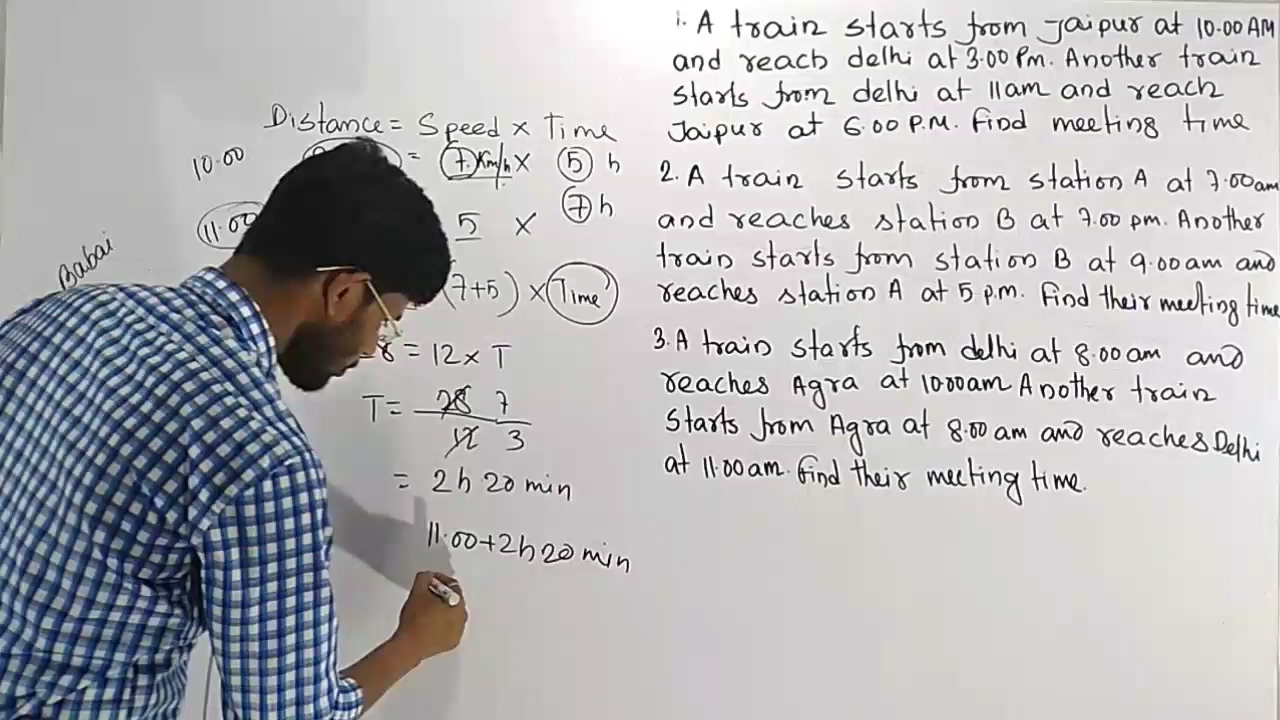 Distance = Speed × Time
10.00 = 7 Km/h × 5 h
7 h
11.00 5 ×
(7+5) × Time
8 = 12 × T
T = 28 7
12 3
= 2h 20 min
11.00+2h 20 min
Babai
1. A train starts from Jaipur at 10.00 AM
and reach delhi at 3.00 Pm. Another train
starts from delhi at 11am and reach
Jaipur at 6.00 P.M. find meeting time
2. A train starts from station A at 7.00am
and reaches station B at 7.00 pm. Another
train starts from station B at 9.00am and
reaches station A at 5 p.m. find their meeting time
3. A train starts from delhi at 8.00am and
reaches Agra at 10.00am Another train
starts from Agra at 8.00 am and reaches Delhi
at 11.00am. find their meeting time.